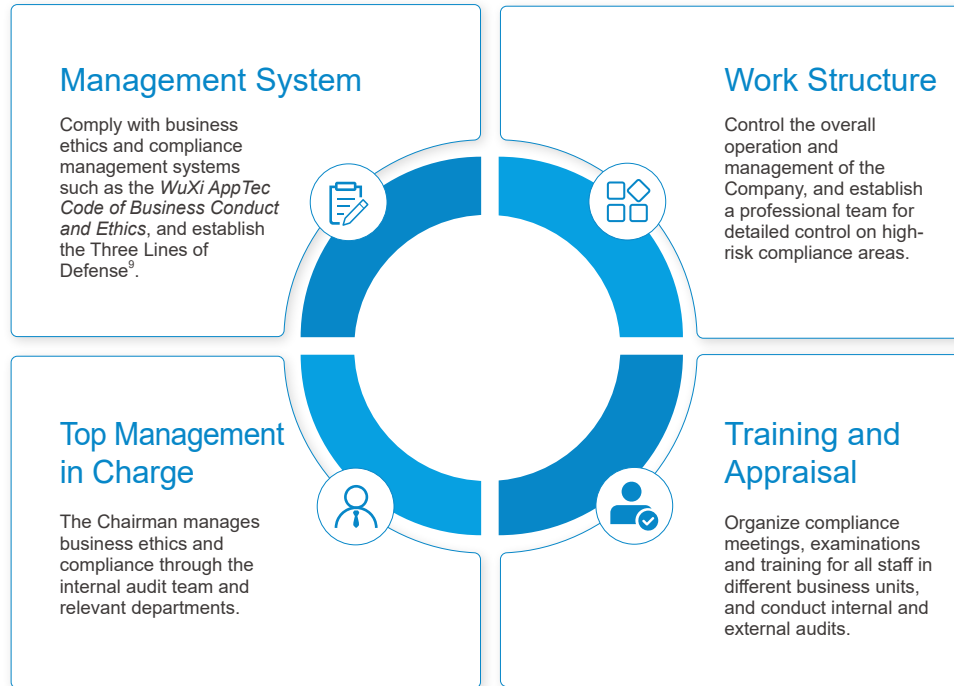 Management System
Comply with business
ethics and compliance
management systems
such as the WuXi AppTec
Code of Business Conduct
and Ethics, and establish
the Three Lines of
Defense⁹.
Work Structure
Control the overall
operation and
management of the
Company, and establish
a professional team for
detailed control on high-
risk compliance areas.
Top Management
in Charge
The Chairman manages
business ethics and
compliance through the
internal audit team and
relevant departments.
Training and
Appraisal
Organize compliance
meetings, examinations
and training for all staff in
different business units,
and conduct internal and
external audits.